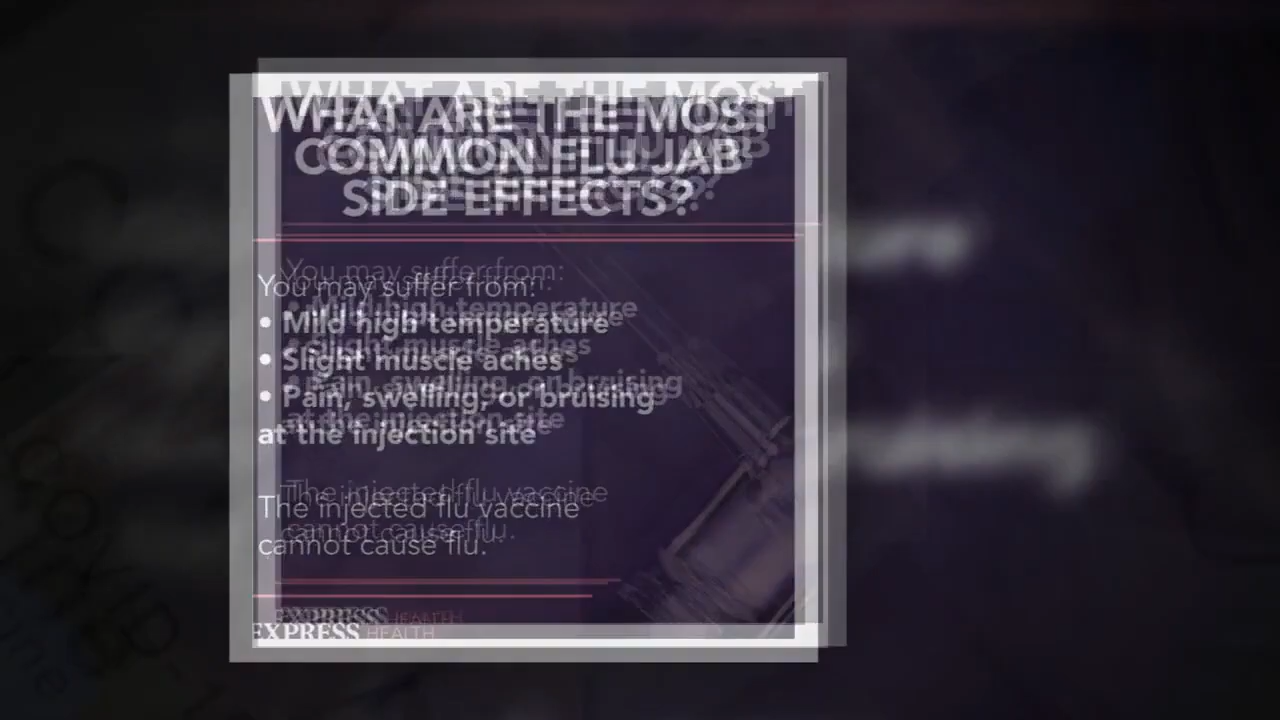 WHAT ARE THE MOST
COMMON FLU JAB
SIDE EFFECTS?
You may suffer from:
• Mild high temperature
• Slight muscle aches
• Pain, swelling, or bruising
at the injection site
The injected flu vaccine
cannot cause flu.
EXPRESS HEALTH